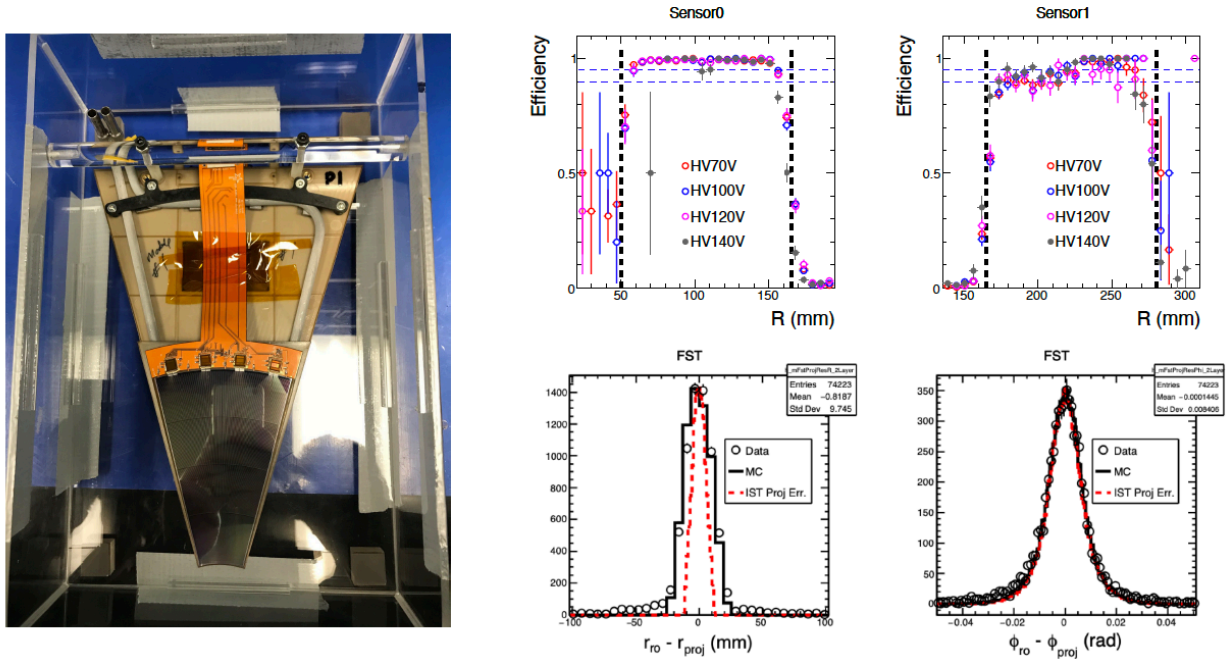 Sensor0
Efficiency
1
0.5
0
HV70V
HV100V
HV120V
HV140V
50
100
150
R (mm)
Sensor1
Efficiency
1
0.5
0
HV70V
HV100V
HV120V
HV140V
150
200
250
300
R (mm)
P1
FST
Entries 74223
Mean -0.8187
Std Dev 9.745
1400
1200
1000
800
600
400
200
0
Data
MC
IST Proj Err.
-100
-50
0
50
100
r_ro - r_proj (mm)
FST
Entries 74223
Mean -0.0001445
Std Dev 0.008406
350
300
250
200
150
100
50
0
Data
MC
IST Proj Err.
-0.04
-0.02
0
0.02
0.04
ϕ_ro - ϕ_proj (rad)